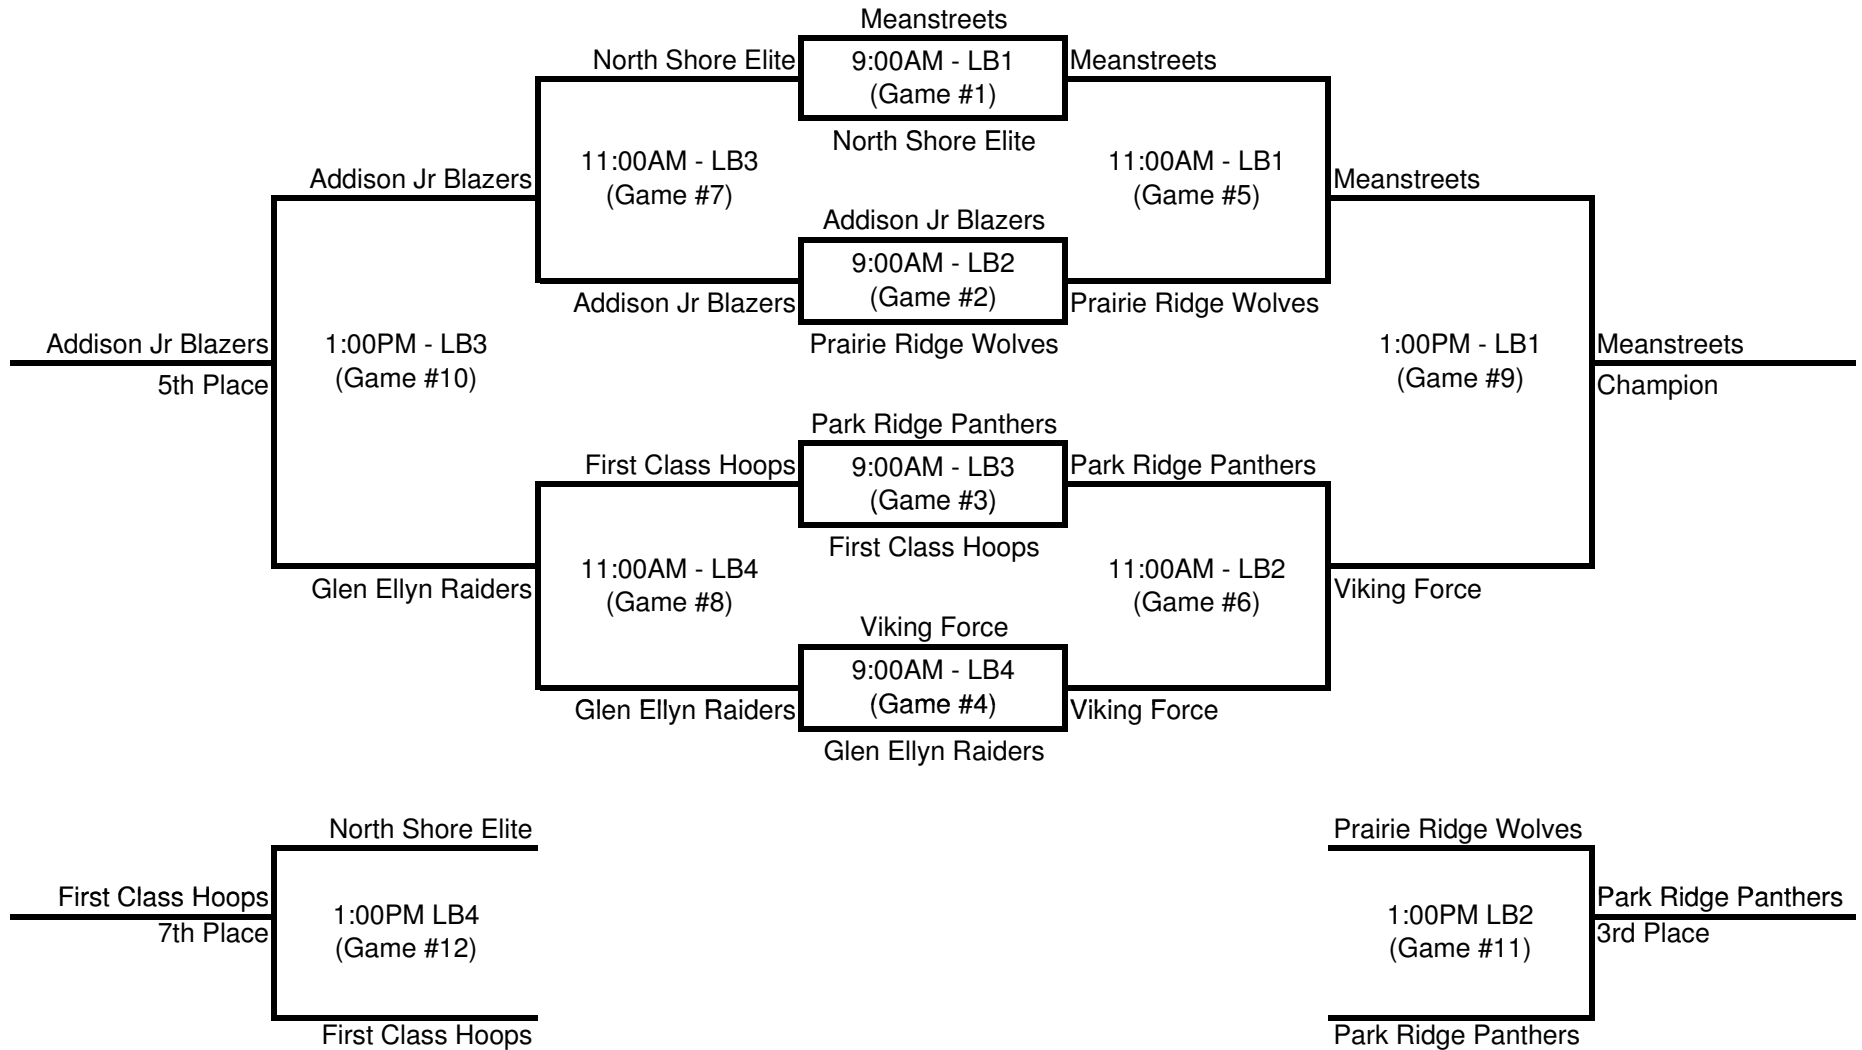 Meanstreets
North Shore Elite
9:00AM - LB1
(Game #1)
Meanstreets
North Shore Elite
11:00AM - LB3
(Game #7)
11:00AM - LB1
(Game #5)
Addison Jr Blazers
Meanstreets
Addison Jr Blazers
9:00AM - LB2
(Game #2)
Addison Jr Blazers
Prairie Ridge Wolves
Prairie Ridge Wolves
Addison Jr Blazers
5th Place
1:00PM - LB3
(Game #10)
1:00PM - LB1
(Game #9)
Meanstreets
Champion
Park Ridge Panthers
First Class Hoops
9:00AM - LB3
(Game #3)
Park Ridge Panthers
First Class Hoops
11:00AM - LB4
(Game #8)
11:00AM - LB2
(Game #6)
Glen Ellyn Raiders
Viking Force
Viking Force
9:00AM - LB4
(Game #4)
Glen Ellyn Raiders
Viking Force
Glen Ellyn Raiders
North Shore Elite
Prairie Ridge Wolves
First Class Hoops
7th Place
1:00PM LB4
(Game #12)
1:00PM LB2
(Game #11)
Park Ridge Panthers
3rd Place
First Class Hoops
Park Ridge Panthers